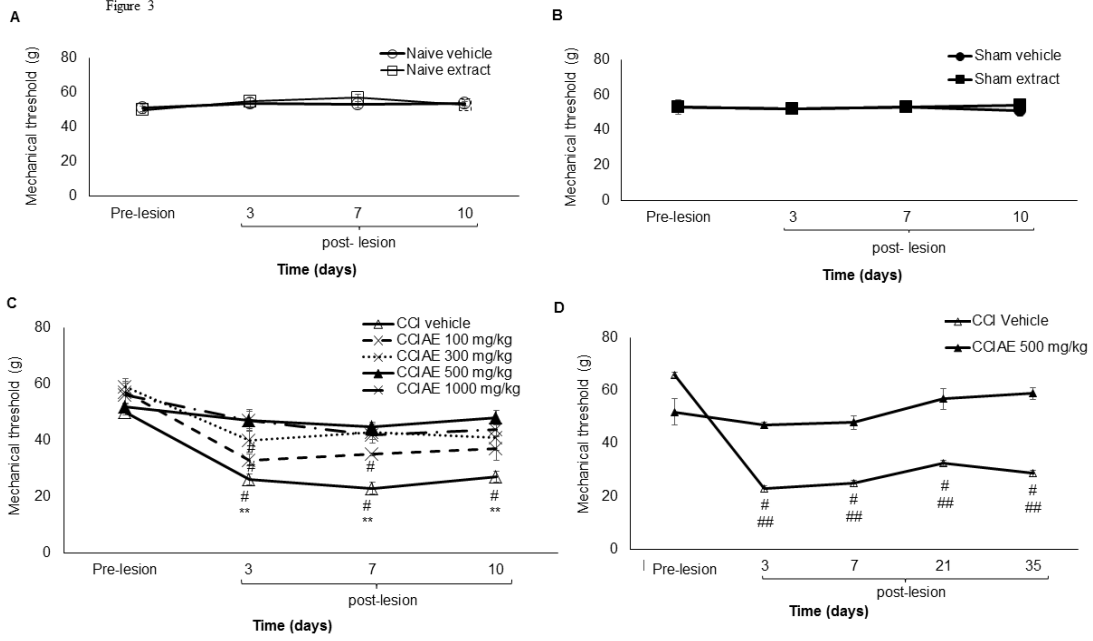 Figure 3
A
Mechanical threshold (g)
80
60
40
20
0
Naive vehicle
Naive extract
Pre-lesion 3 7 10
post- lesion
Time (days)
B
Mechanical threshold (g)
80
60
40
20
0
Sham vehicle
Sham extract
Pre-lesion 3 7 10
post- lesion
Time (days)
C
Mechanical threshold (g)
80
60
40
20
0
CCI vehicle
CCIAE 100 mg/kg
CCIAE 300 mg/kg
CCIAE 500 mg/kg
CCIAE 1000 mg/kg
#
# #
# # #
** ** **
Pre-lesion 3 7 10
post-lesion
Time (days)
D
Mechanical threshold (g)
80
60
40
20
0
CCI Vehicle
CCIAE 500 mg/kg
# # # #
## ## ## ##
Pre-lesion 3 7 21 35
post-lesion
Time (days)